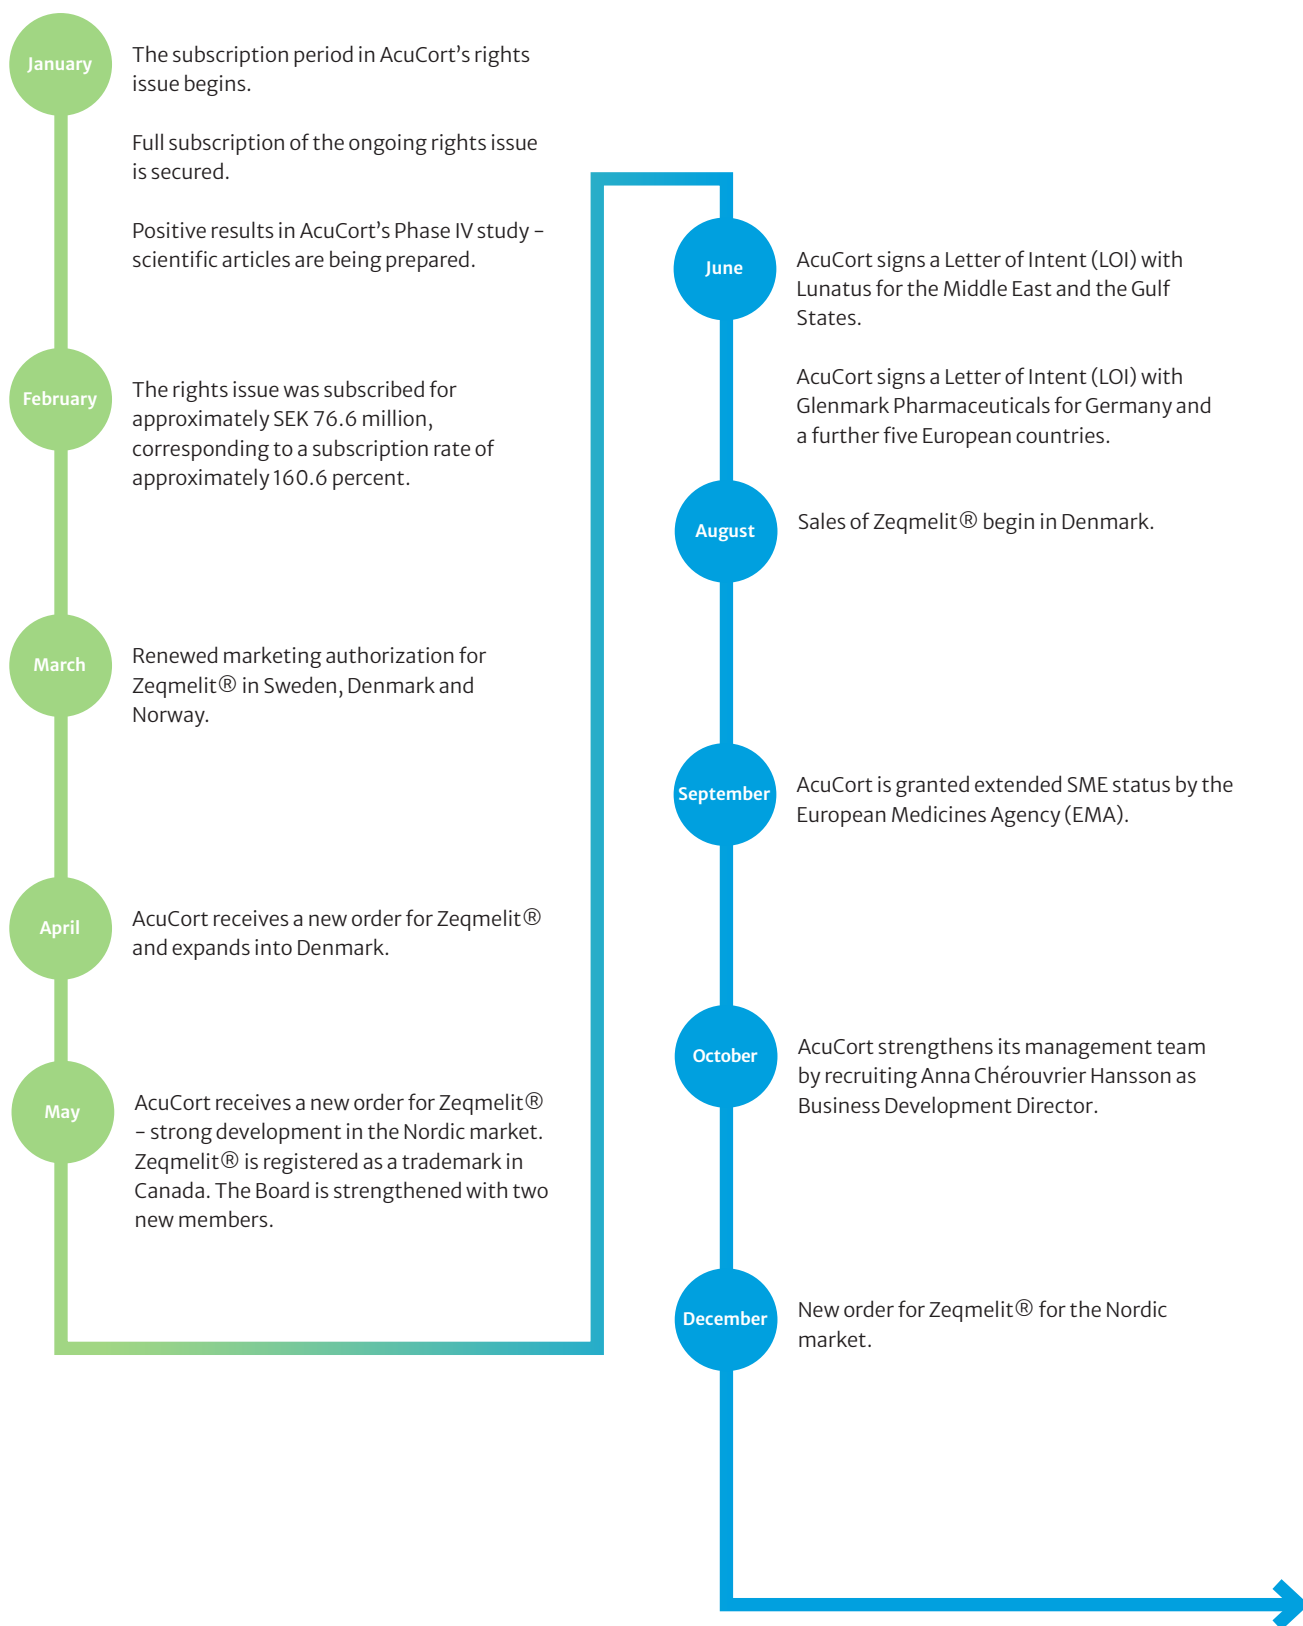 January
The subscription period in AcuCort’s rights
issue begins.
Full subscription of the ongoing rights issue
is secured.
Positive results in AcuCort’s Phase IV study –
scientific articles are being prepared.
February
The rights issue was subscribed for
approximately SEK 76.6 million,
corresponding to a subscription rate of
approximately 160.6 percent.
March
Renewed marketing authorization for
Zeqmelit® in Sweden, Denmark and
Norway.
April
AcuCort receives a new order for Zeqmelit®
and expands into Denmark.
May
AcuCort receives a new order for Zeqmelit®
– strong development in the Nordic market.
Zeqmelit® is registered as a trademark in
Canada. The Board is strengthened with two
new members.
June
AcuCort signs a Letter of Intent (LOI) with
Lunatus for the Middle East and the Gulf
States.
AcuCort signs a Letter of Intent (LOI) with
Glenmark Pharmaceuticals for Germany and
a further five European countries.
August
Sales of Zeqmelit® begin in Denmark.
September
AcuCort is granted extended SME status by the
European Medicines Agency (EMA).
October
AcuCort strengthens its management team
by recruiting Anna Chérouvrier Hansson as
Business Development Director.
December
New order for Zeqmelit® for the Nordic
market.